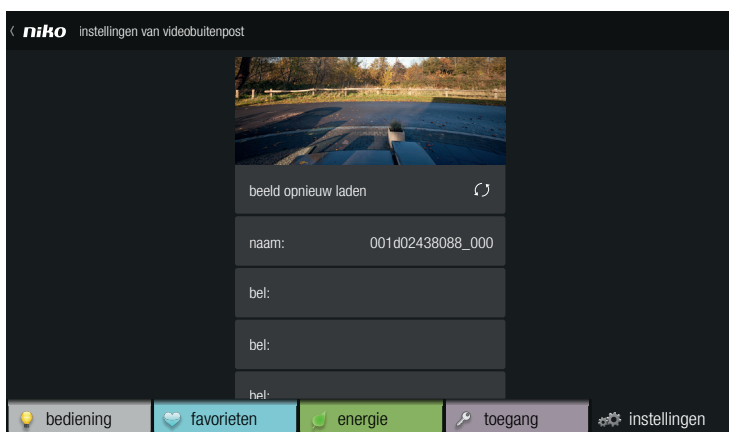 niko instellingen van videobuitenpost
beeld opnieuw laden
naam: 001d02438088_000
bel:
bel:
bel:
bediening favorieten energie toegang instellingen